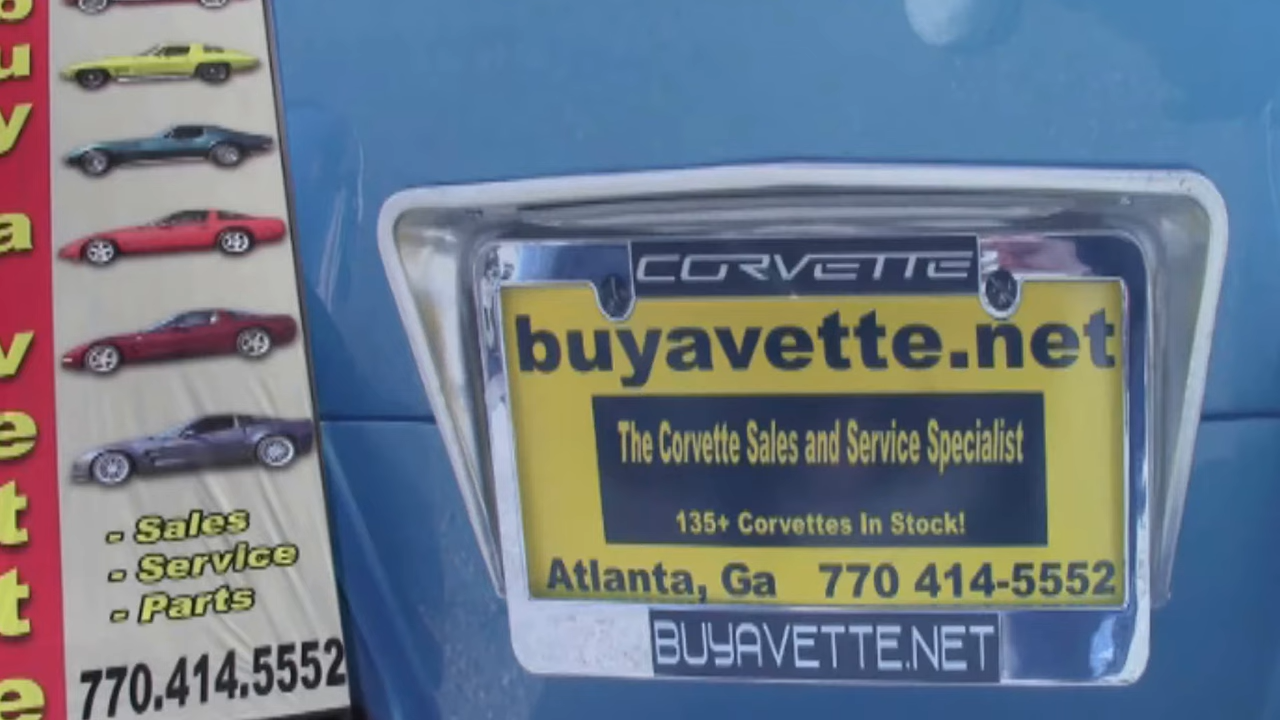 b
u
y
a
v
e
t
t
e
- Sales
- Service
- Parts
770.414.5552
CORVETTE
buyavette.net
The Corvette Sales and Service Specialist
135+ Corvettes In Stock!
Atlanta, Ga 770 414-5552
BUYAVETTE.NET